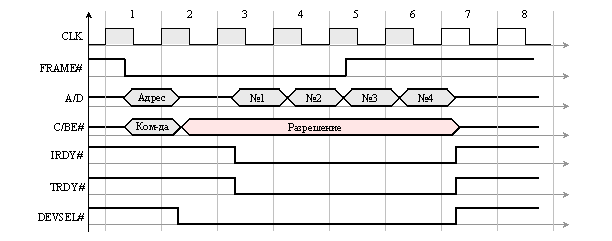 1 2 3 4 5 6 7 8
CLK
FRAME#
A/D Адрес №1 №2 №3 №4
C/BE# Ком-да Разрешение
IRDY#
TRDY#
DEVSEL#